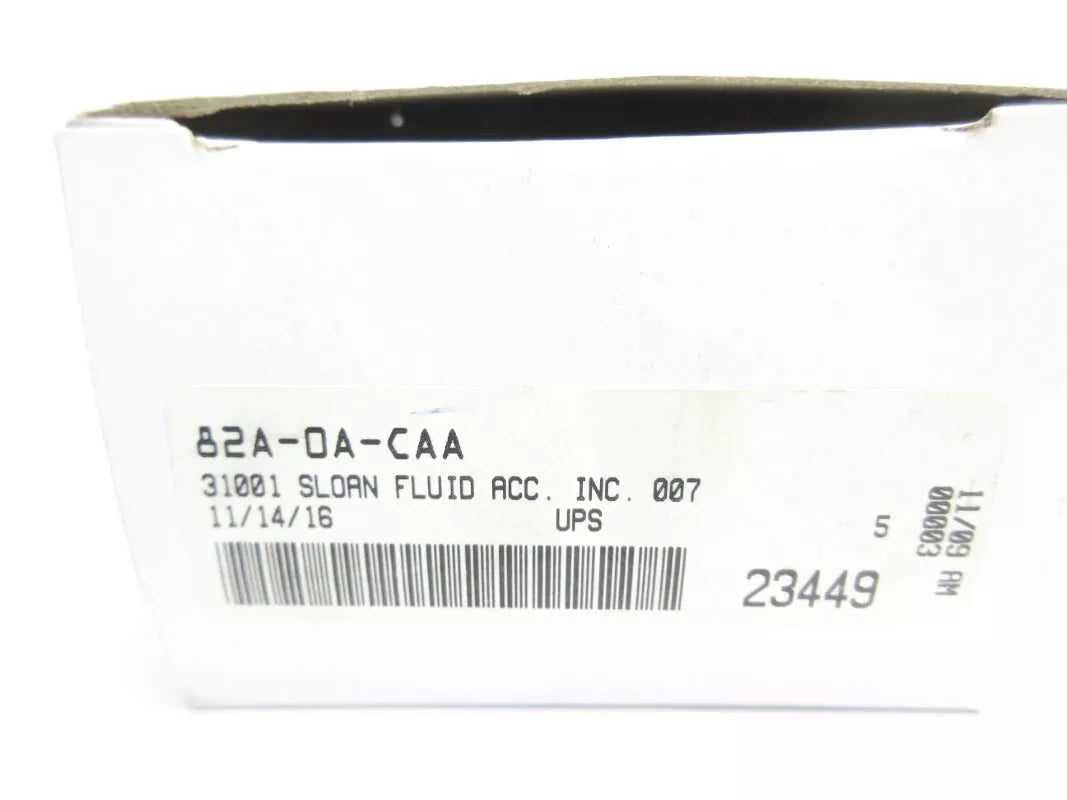 82A-0A-CAA
31001 SLOAN FLUID ACC. INC. 007
11/14/16 UPS 5
23449
11/09 AM
00003